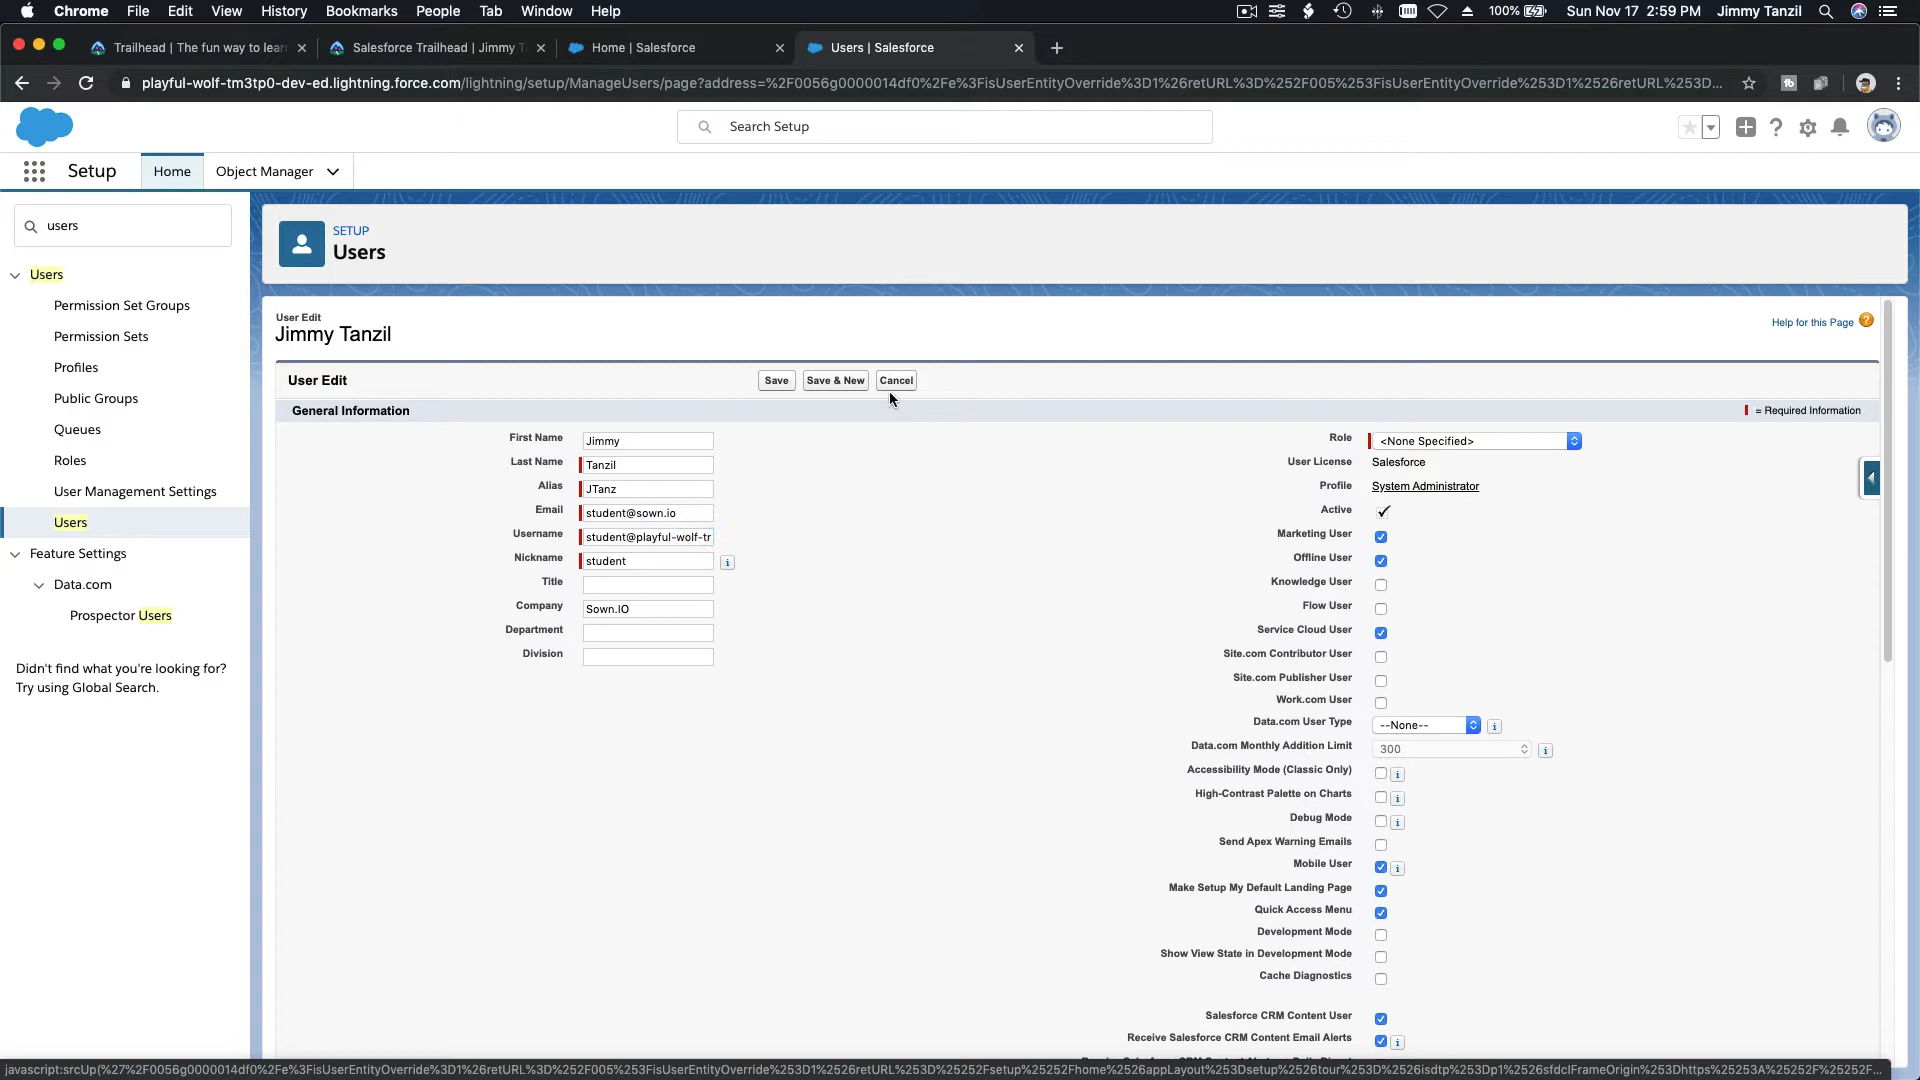 Chrome File Edit View History Bookmarks People Tab Window Help 100% Sun Nov 17 2:59 PM Jimmy Tanzil
Trailhead | The fun way to lear Salesforce Trailhead | Jimmy T Home | Salesforce Users | Salesforce
playful-wolf-tm3tp0-dev-ed.lightning.force.com/lightning/setup/ManageUsers/page?address=%2F0056g0000014df0%2Fe%3FisUserEntityOverride%3D1%26retURL%3D%252F005%253FisUserEntityOverride%253D1%2526retURL%253D...
Search Setup
Setup Home Object Manager
users
Users
Permission Set Groups
Permission Sets
Profiles
Public Groups
Queues
Roles
User Management Settings
Users
Feature Settings
Data.com
Prospector Users
Didn't find what you're looking for?
Try using Global Search.
SETUP
Users
User Edit
Jimmy Tanzil
Help for this Page
User Edit Save Save & New Cancel
General Information = Required Information
First Name Jimmy
Last Name Tanzil
Alias JTanz
Email student@sown.io
Username student@playful-wolf-tr
Nickname student
Title
Company Sown.IO
Department
Division
Role <None Specified>
User License Salesforce
Profile System Administrator
Active
Marketing User
Offline User
Knowledge User
Flow User
Service Cloud User
Site.com Contributor User
Site.com Publisher User
Work.com User
Data.com User Type --None--
Data.com Monthly Addition Limit 300
Accessibility Mode (Classic Only)
High-Contrast Palette on Charts
Debug Mode
Send Apex Warning Emails
Mobile User
Make Setup My Default Landing Page
Quick Access Menu
Development Mode
Show View State in Development Mode
Cache Diagnostics
Salesforce CRM Content User
Receive Salesforce CRM Content Email Alerts
javascript:srcUp(%27%2F0056g0000014df0%2Fe%3FisUserEntityOverride%3D1%26retURL%3D%252F005%253FisUserEntityOverride%253D1%2526retURL%253D%25252Fsetup%25252Fhome%2526appLayout%253Dsetup%2526tour%253D%2526isdtp%253Dp1%2526sfdcIFrameOrigin%253Dhttps%25253A%25252F%25252F...